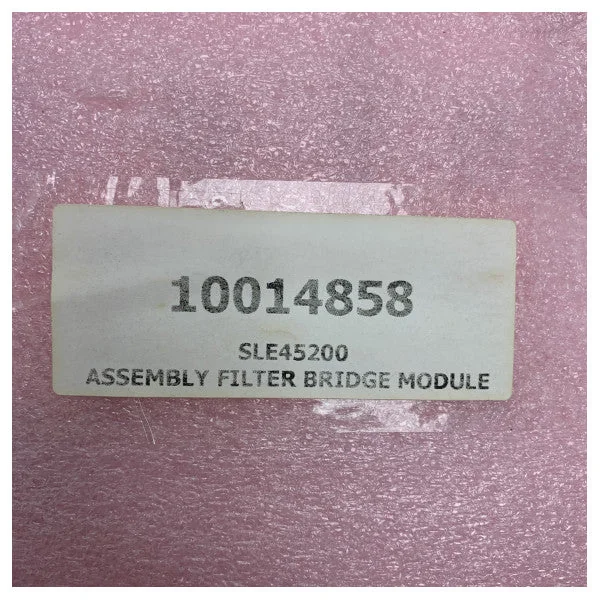 10014858
SLE45200
ASSEMBLY FILTER BRIDGE MODULE